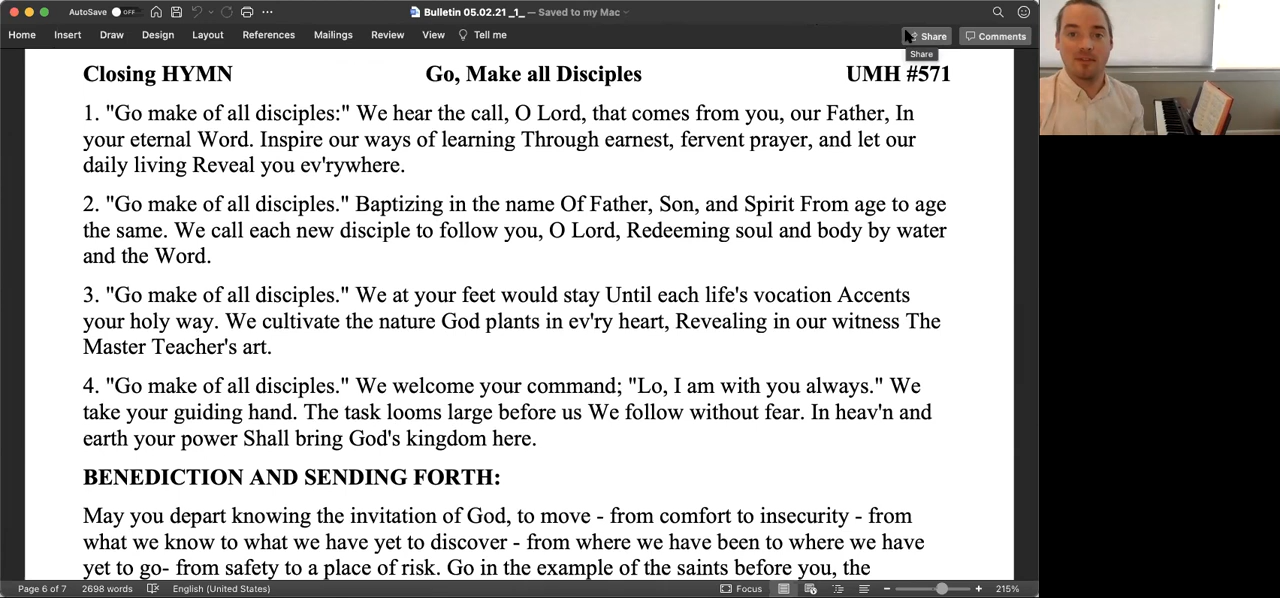 AutoSave OFF
Bulletin 05.02.21 _1_ — Saved to my Mac
Home Insert Draw Design Layout References Mailings Review View Tell me Share Comments
Share
Closing HYMN Go, Make all Disciples UMH #571
1. "Go make of all disciples:" We hear the call, O Lord, that comes from you, our Father, In
your eternal Word. Inspire our ways of learning Through earnest, fervent prayer, and let our
daily living Reveal you ev'rywhere.
2. "Go make of all disciples." Baptizing in the name Of Father, Son, and Spirit From age to age
the same. We call each new disciple to follow you, O Lord, Redeeming soul and body by water
and the Word.
3. "Go make of all disciples." We at your feet would stay Until each life's vocation Accents
your holy way. We cultivate the nature God plants in ev'ry heart, Revealing in our witness The
Master Teacher's art.
4. "Go make of all disciples." We welcome your command; "Lo, I am with you always." We
take your guiding hand. The task looms large before us We follow without fear. In heav'n and
earth your power Shall bring God's kingdom here.
BENEDICTION AND SENDING FORTH:
May you depart knowing the invitation of God, to move - from comfort to insecurity - from
what we know to what we have yet to discover - from where we have been to where we have
yet to go- from safety to a place of risk. Go in the example of the saints before you, the
Page 6 of 7 2698 words English (United States) Focus 215%